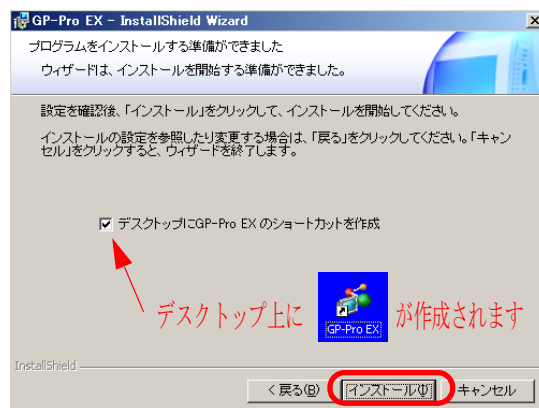 GP-Pro EX - InstallShield Wizard
プログラムをインストールする準備ができました
ウィザードは、インストールを開始する準備ができました。
設定を確認後、「インストール」をクリックして、インストールを開始してください。
インストールの設定を参照したり変更する場合は、「戻る」をクリックしてください。「キャン
セル」をクリックすると、ウィザードを終了します。
デスクトップにGP-Pro EX のショートカットを作成
デスクトップ上に GP-Pro EX が作成されます
InstallShield
< 戻る(B) インストール(I) キャンセル